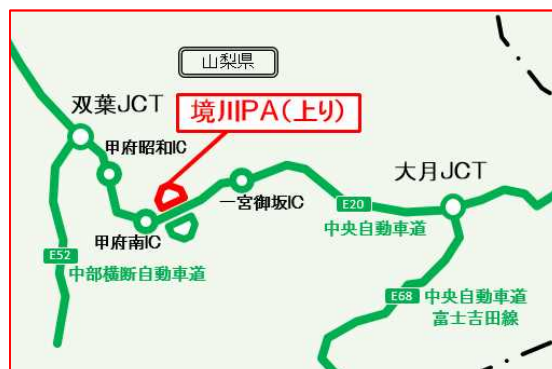 山梨県
双葉JCT
境川PA(上り)
甲府昭和IC
大月JCT
一宮御坂IC
E20
甲府南IC
中央自動車道
E52
中部横断自動車道
E68
中央自動車道
富士吉田線